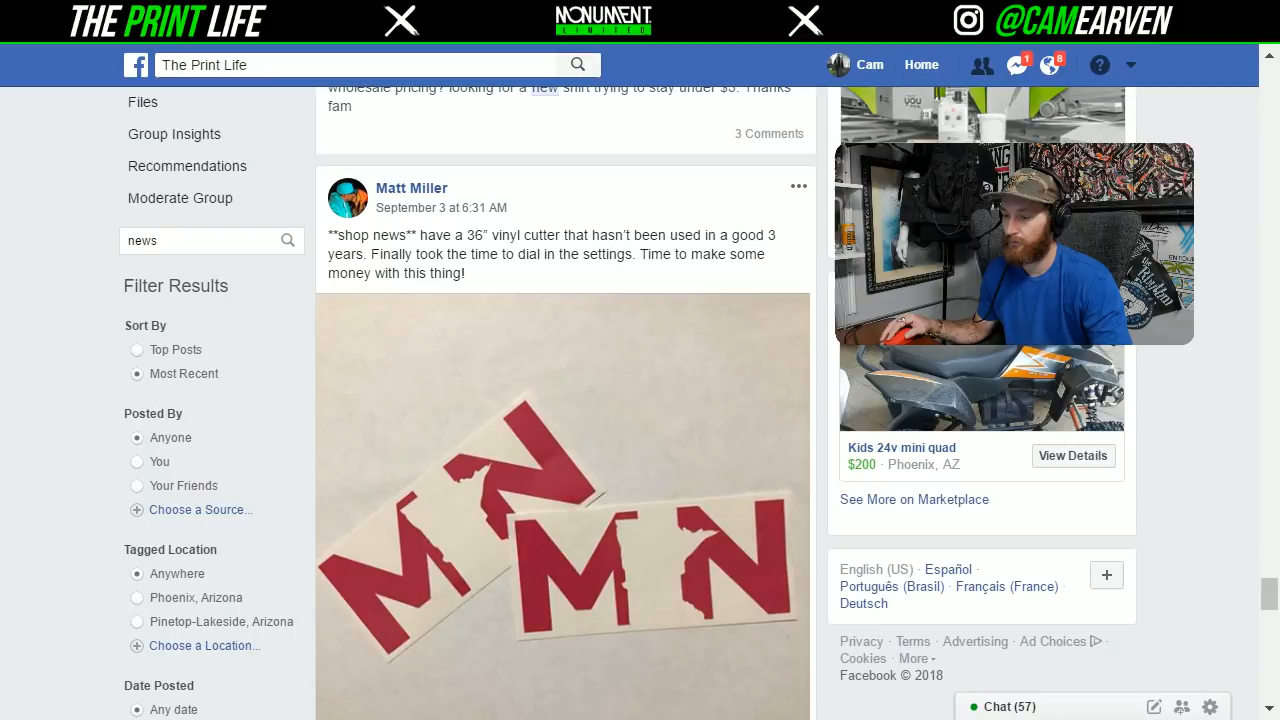 THE PRINT LIFE
MONUMENT
LIMITED
@CAMEARVEN
The Print Life
Cam
Home
1
8
?
wholesale pricing? looking for a new shirt trying to stay under $5. Thanks
fam
3 Comments
Files
Group Insights
Recommendations
Moderate Group
news
Filter Results
Sort By
Top Posts
Most Recent
Posted By
Anyone
You
Your Friends
Choose a Source...
Tagged Location
Anywhere
Phoenix, Arizona
Pinetop-Lakeside, Arizona
Choose a Location...
Date Posted
Any date
Matt Miller
September 3 at 6:31 AM
**shop news** have a 36” vinyl cutter that hasn’t been used in a good 3
years. Finally took the time to dial in the settings. Time to make some
money with this thing!
M N
M N
YOU
Kids 24v mini quad
$200 · Phoenix, AZ
View Details
See More on Marketplace
English (US) · Español ·
Português (Brasil) · Français (France) ·
Deutsch
Privacy · Terms · Advertising · Ad Choices
Cookies · More
Facebook © 2018
Chat (57)